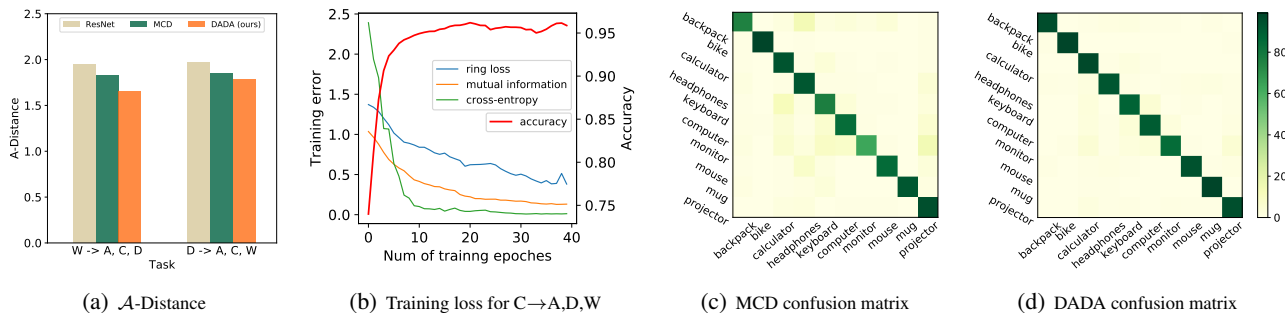 ResNet MCD DADA (ours)
2.5
2.0
1.5
1.0
0.5
0.0
A-Distance
W -> A, C, D D -> A, C, W
Task
(a) A-Distance
2.5
2.0
1.5
1.0
0.5
0.0
Training error
ring loss
mutual information
cross-entropy
accuracy
0.95
0.90
0.85
0.80
0.75
Accuracy
0 10 20 30 40
Num of trainng epoches
(b) Training loss for C→A,D,W
backpack
bike
calculator
headphones
keyboard
computer
monitor
mouse
mug
projector
backpack
bike
calculator
headphones
keyboard
computer
monitor
mouse
mug
projector
(c) MCD confusion matrix
backpack
bike
calculator
headphones
keyboard
computer
monitor
mouse
mug
projector
backpack
bike
calculator
headphones
keyboard
computer
monitor
mouse
mug
projector
80
60
40
20
0
(d) DADA confusion matrix